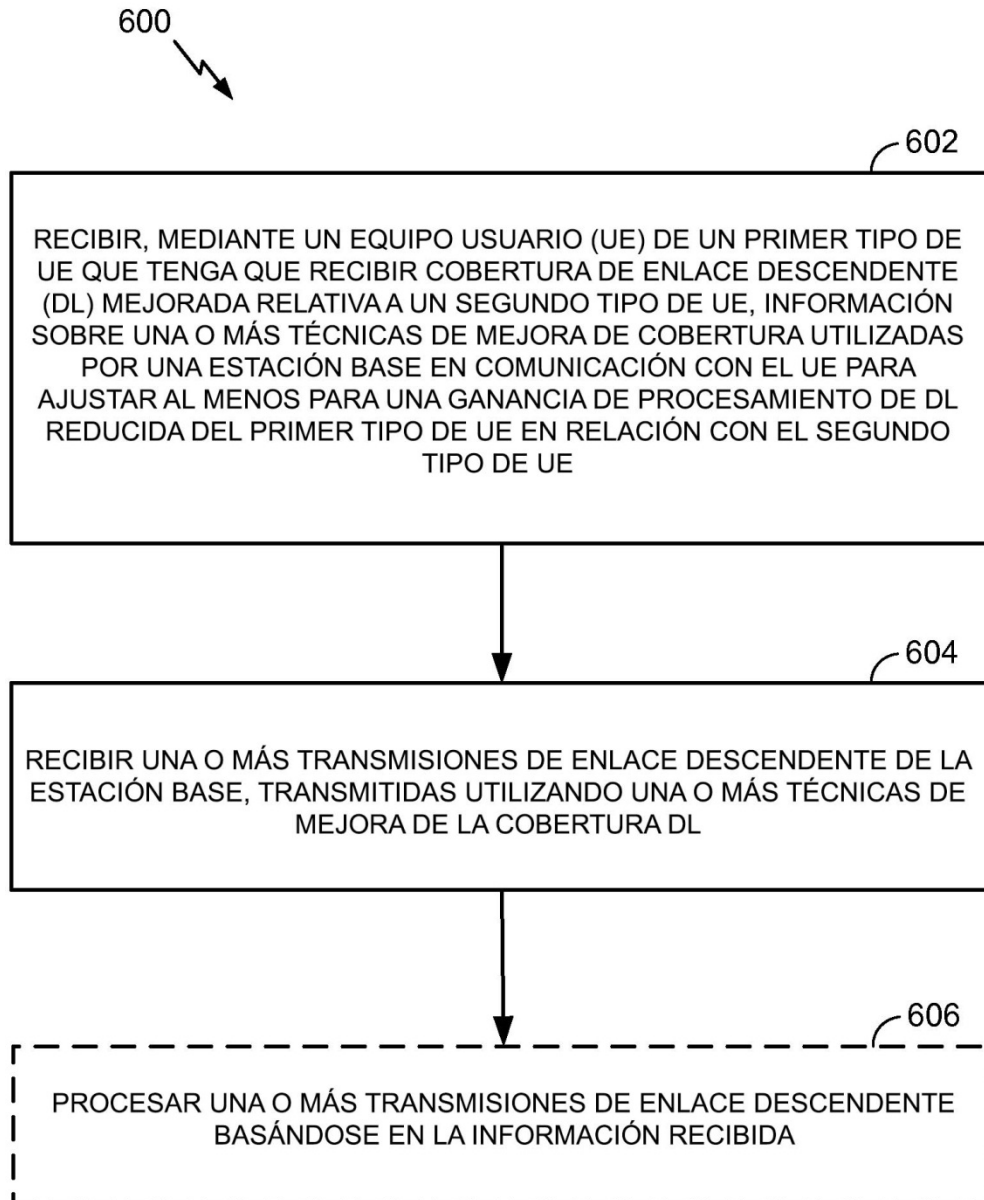 600
602
RECIBIR, MEDIANTE UN EQUIPO USUARIO (UE) DE UN PRIMER TIPO DE
UE QUE TENGA QUE RECIBIR COBERTURA DE ENLACE DESCENDENTE
(DL) MEJORADA RELATIVA A UN SEGUNDO TIPO DE UE, INFORMACIÓN
SOBRE UNA O MÁS TÉCNICAS DE MEJORA DE COBERTURA UTILIZADAS
POR UNA ESTACIÓN BASE EN COMUNICACIÓN CON EL UE PARA
AJUSTAR AL MENOS PARA UNA GANANCIA DE PROCESAMIENTO DE DL
REDUCIDA DEL PRIMER TIPO DE UE EN RELACIÓN CON EL SEGUNDO
TIPO DE UE
604
RECIBIR UNA O MÁS TRANSMISIONES DE ENLACE DESCENDENTE DE LA
ESTACIÓN BASE, TRANSMITIDAS UTILIZANDO UNA O MÁS TÉCNICAS DE
MEJORA DE LA COBERTURA DL
606
PROCESAR UNA O MÁS TRANSMISIONES DE ENLACE DESCENDENTE
BASÁNDOSE EN LA INFORMACIÓN RECIBIDA